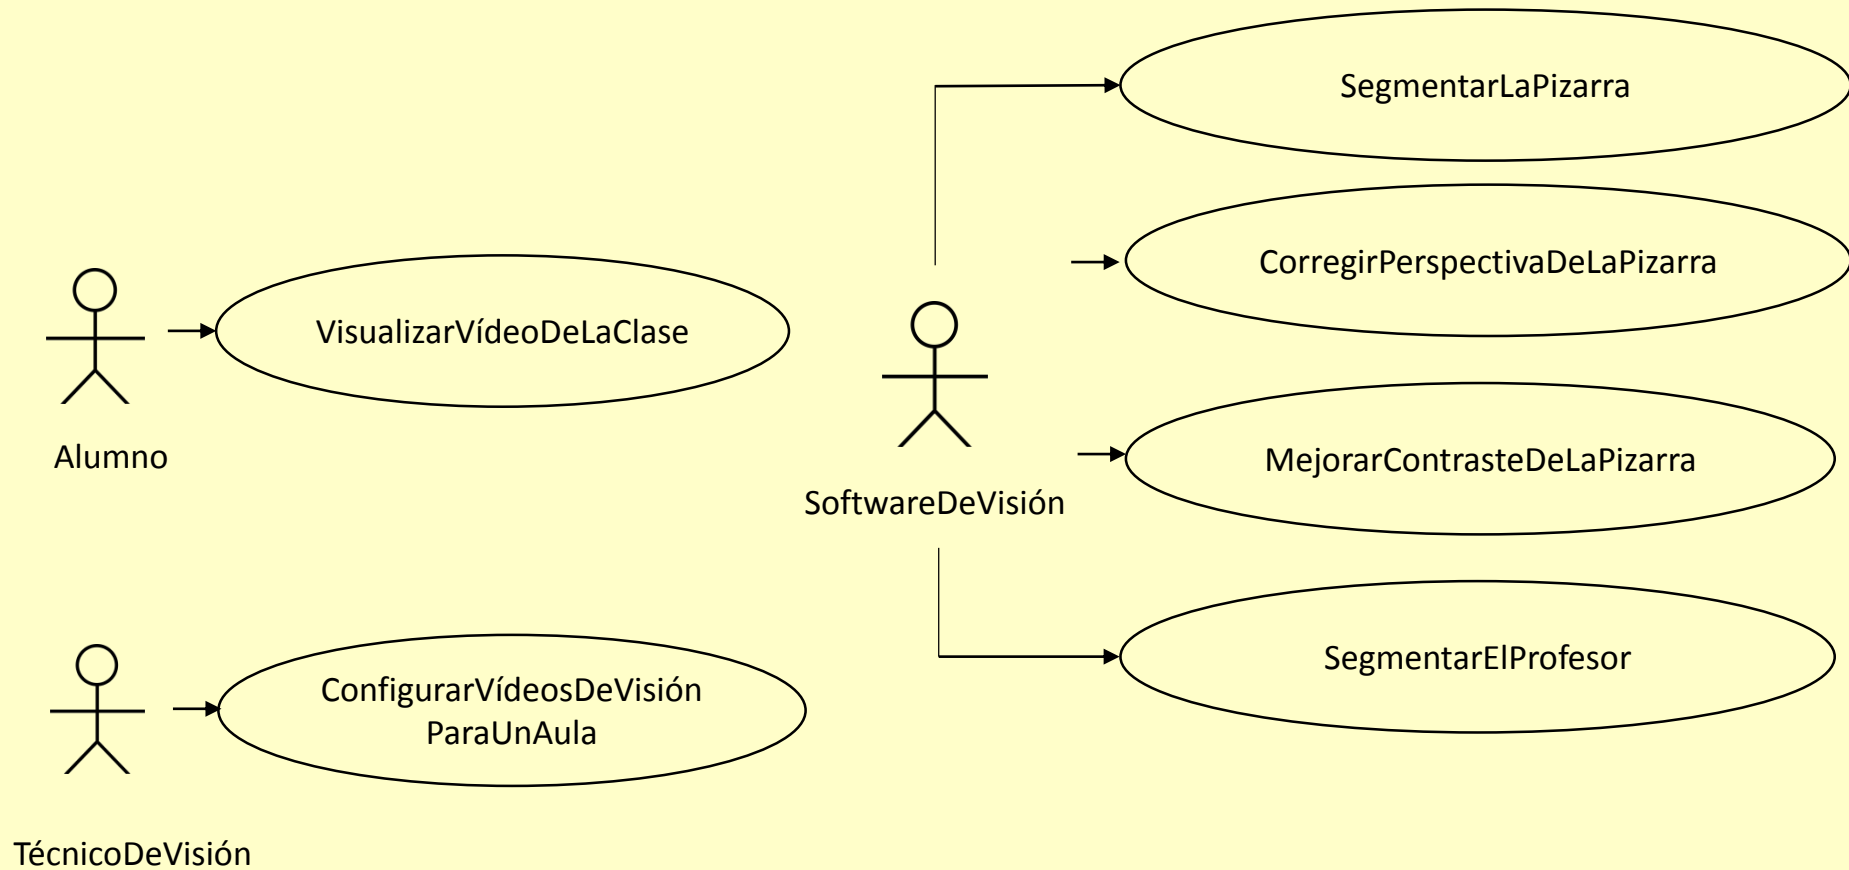 SegmentarLaPizarra
CorregirPerspectivaDeLaPizarra
VisualizarVídeoDeLaClase
Alumno
MejorarContrasteDeLaPizarra
SoftwareDeVisión
SegmentarElProfesor
ConfigurarVídeosDeVisión
ParaUnAula
TécnicoDeVisión